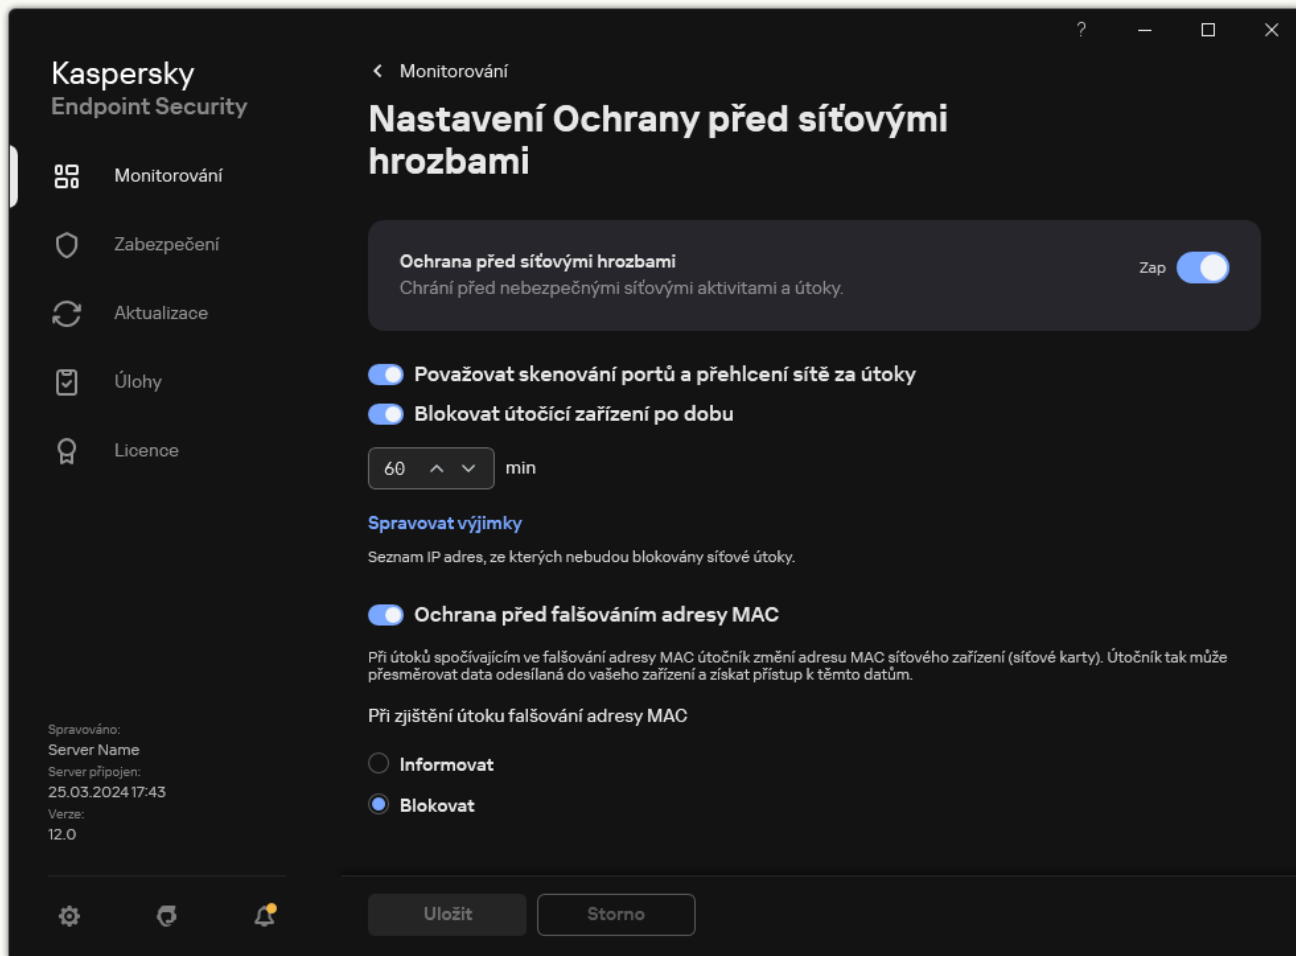 ?
Kaspersky
Endpoint Security
Monitorování
Zabezpečení
Aktualizace
Úlohy
Licence
Spravováno:
Server Name
Server připojen:
25.03.2024 17:43
Verze:
12.0
Monitorování
Nastavení Ochrany před síťovými
hrozbami
Ochrana před síťovými hrozbami
Chrání před nebezpečnými síťovými aktivitami a útoky.
Zap
Považovat skenování portů a přehlcení sítě za útoky
Blokovat útočící zařízení po dobu
60 min
Spravovat výjimky
Seznam IP adres, ze kterých nebudou blokovány síťové útoky.
Ochrana před falšováním adresy MAC
Při útoků spočívajícím ve falšování adresy MAC útočník změní adresu MAC síťového zařízení (síťové karty). Útočník tak může
přesměrovat data odesílaná do vašeho zařízení a získat přístup k těmto datům.
Při zjištění útoku falšování adresy MAC
Informovat
Blokovat
Uložit
Storno